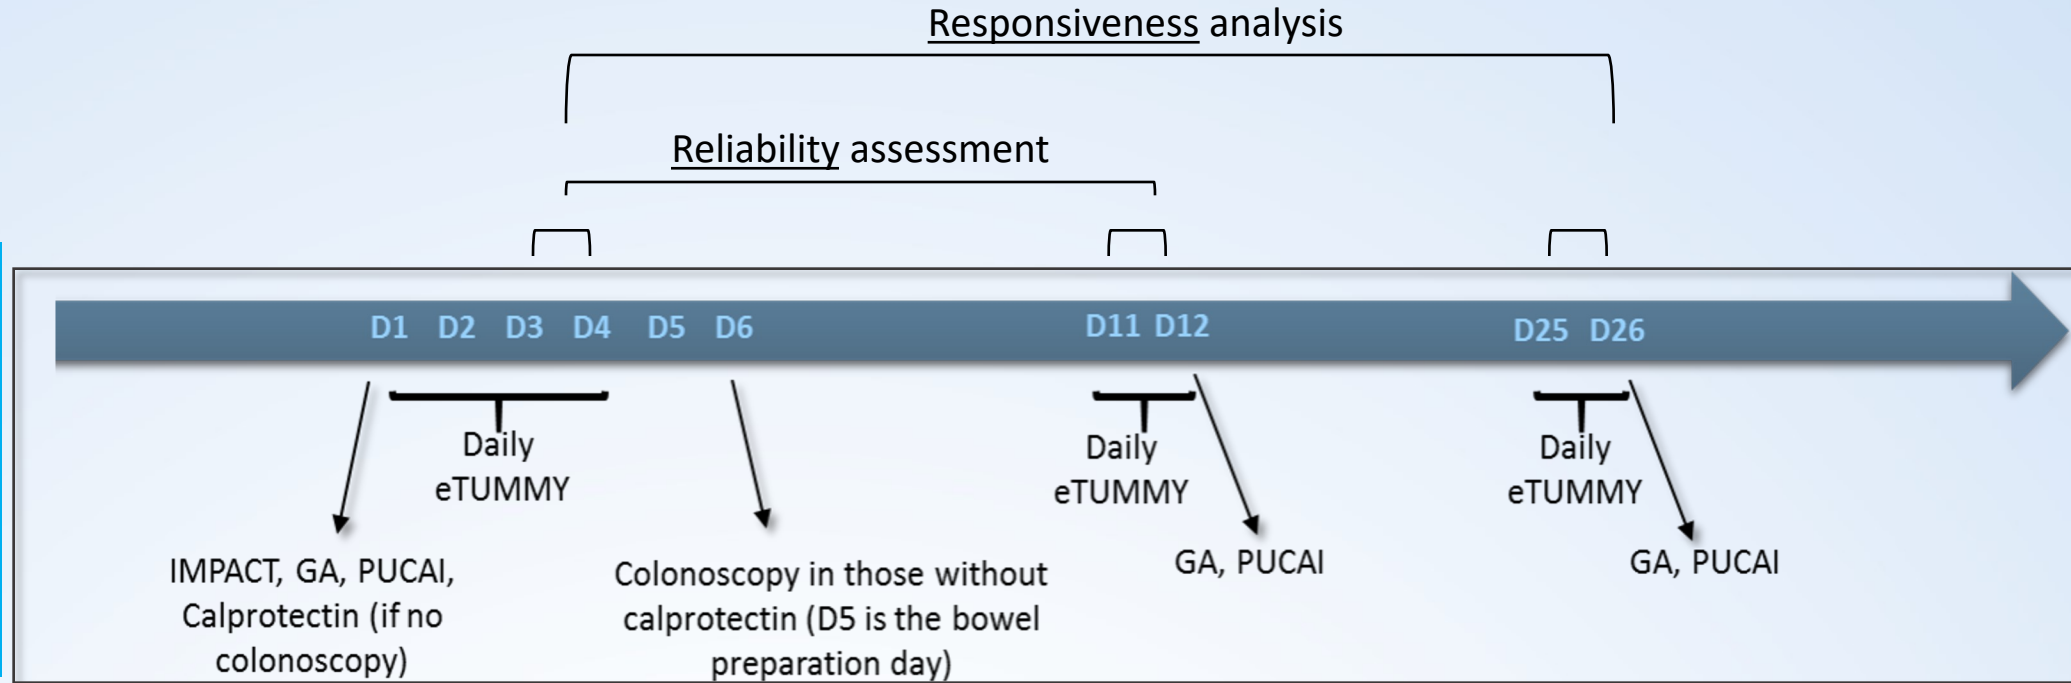 Responsiveness analysis
Reliability assessment
D1 D2 D3 D4 D5 D6 D11 D12 D25 D26
Daily
eTUMMY
Daily
eTUMMY
Daily
eTUMMY
IMPACT, GA, PUCAI,
Calprotectin (if no
colonoscopy)
Colonoscopy in those without
calprotectin (D5 is the bowel
preparation day)
GA, PUCAI
GA, PUCAI